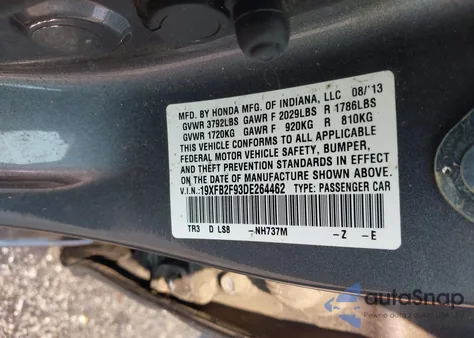 MFD. BY HONDA MFG. OF INDIANA, LLC 08/'13
GVWR 3792LBS GAWR F 2029LBS R 1786LBS
GVWR 1720KG GAWR F 920KG R 810KG
THIS VEHICLE CONFORMS TO ALL APPLICABLE
FEDERAL MOTOR VEHICLE SAFETY, BUMPER,
AND THEFT PREVENTION STANDARDS IN EFFECT
ON THE DATE OF MANUFACTURE SHOWN ABOVE.
V.I.N.: 19XFB2F93DE264462 TYPE: PASSENGER CAR
TR3 D LS8 -NH737M -Z -E
autoSnap